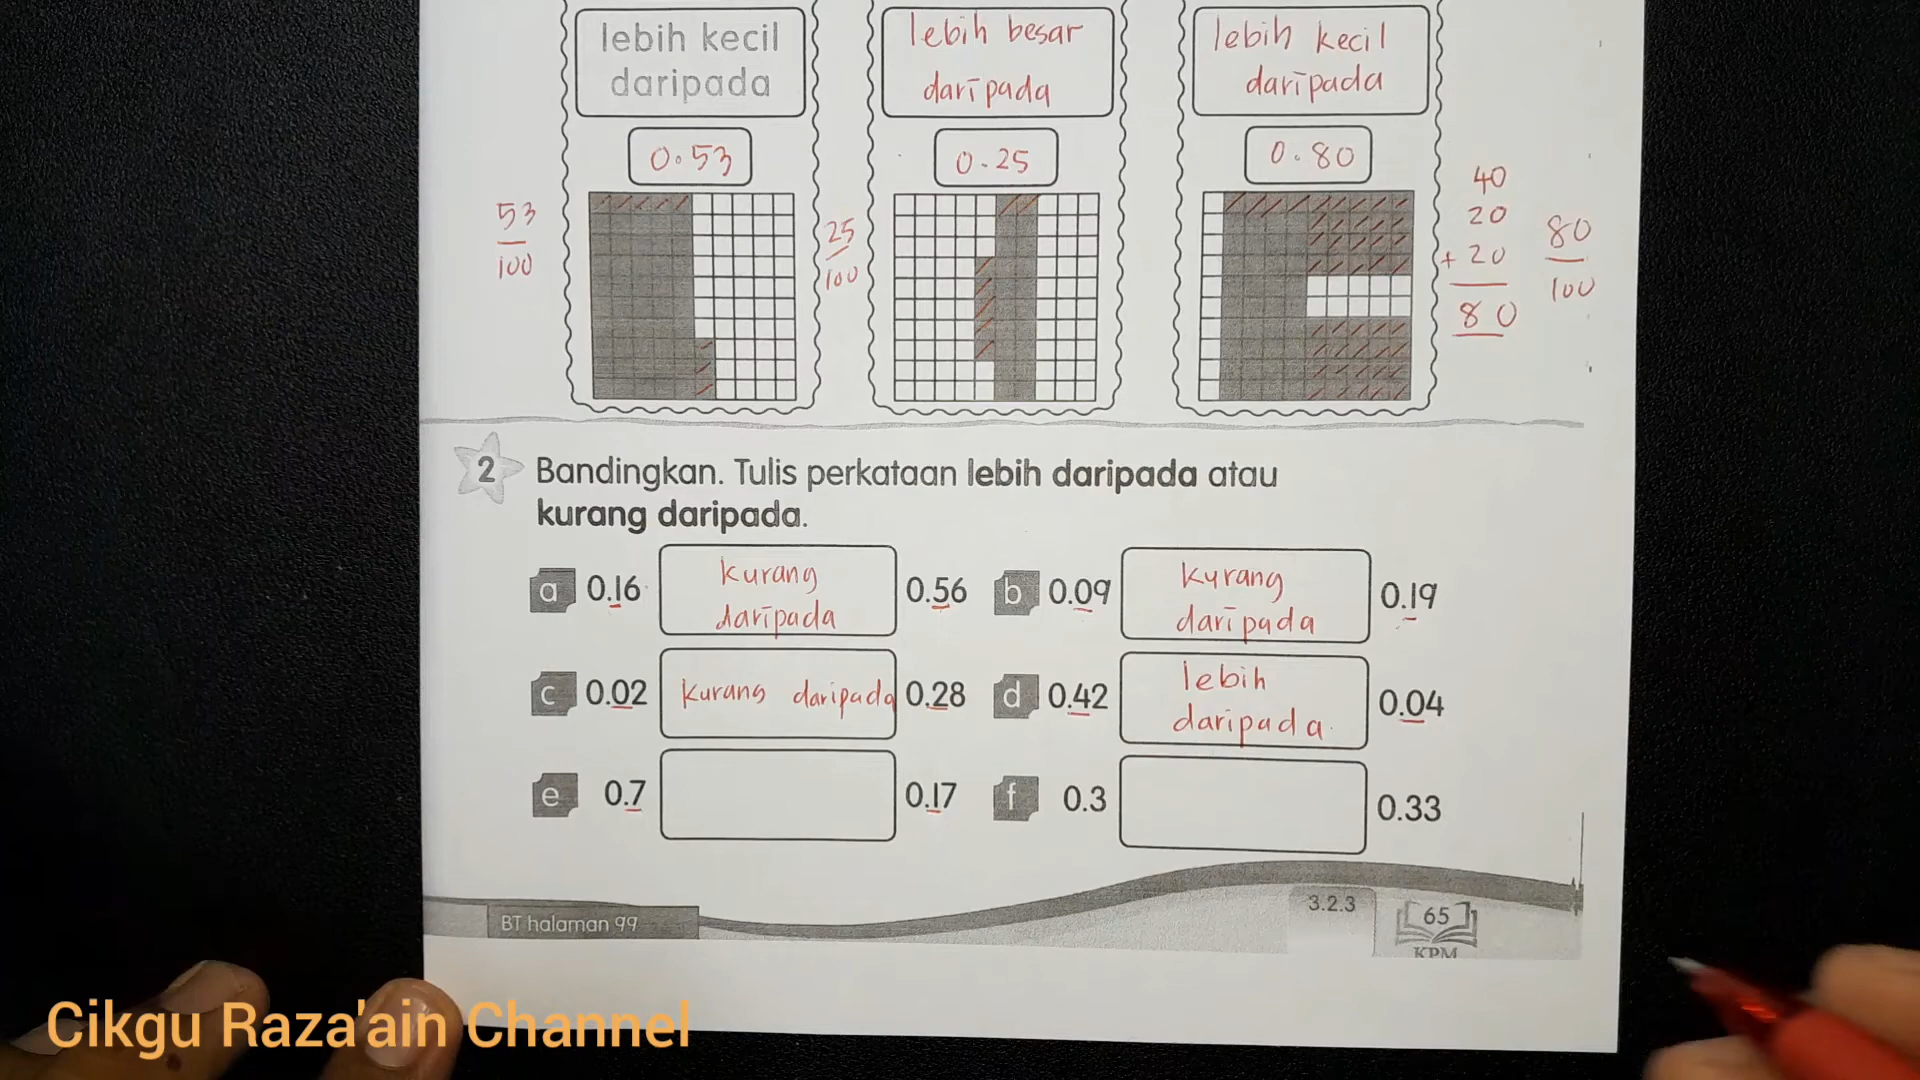 lebih kecil
daripada
lebih besar
daripada
lebih kecil
daripada
0.53
0.25
0.80
53
100
25
100
40
20
+ 20
80
80
100
2 Bandingkan. Tulis perkataan lebih daripada atau
kurang daripada.
a 0.16 kurang daripada 0.56 b 0.09 kurang daripada 0.19
c 0.02 kurang daripada 0.28 d 0.42 lebih daripada. 0.04
e 0.7 0.17 f 0.3 0.33
BT halaman 99
3.2.3
65
KPM
Cikgu Raza'ain Channel